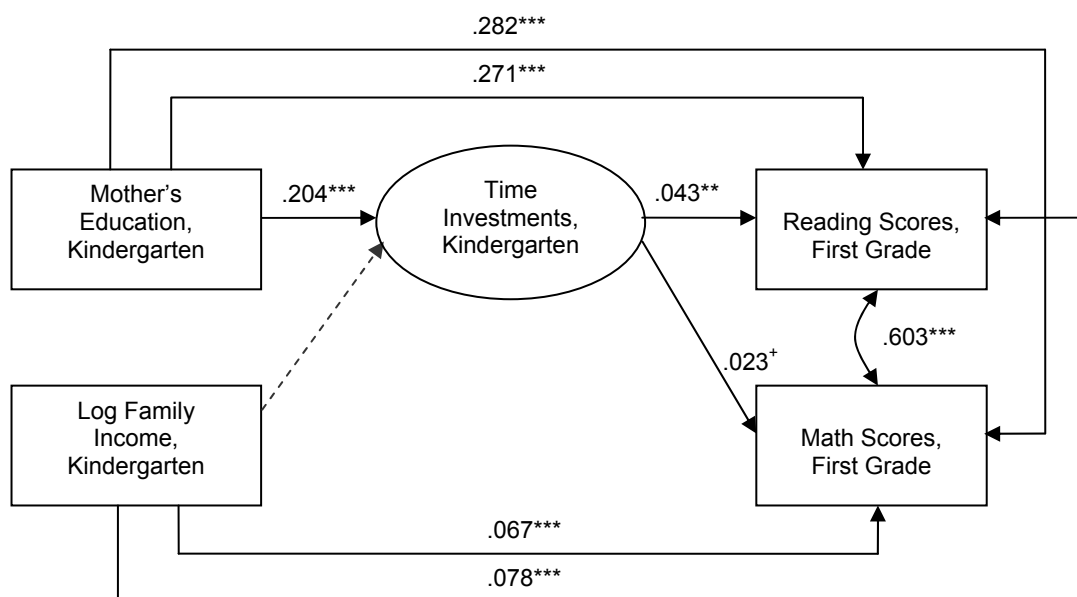 .282***
.271***
Mother’s
Education,
Kindergarten
.204***
Time
Investments,
Kindergarten
.043**
Reading Scores,
First Grade
.603***
.023+
Log Family
Income,
Kindergarten
Math Scores,
First Grade
.067***
.078***